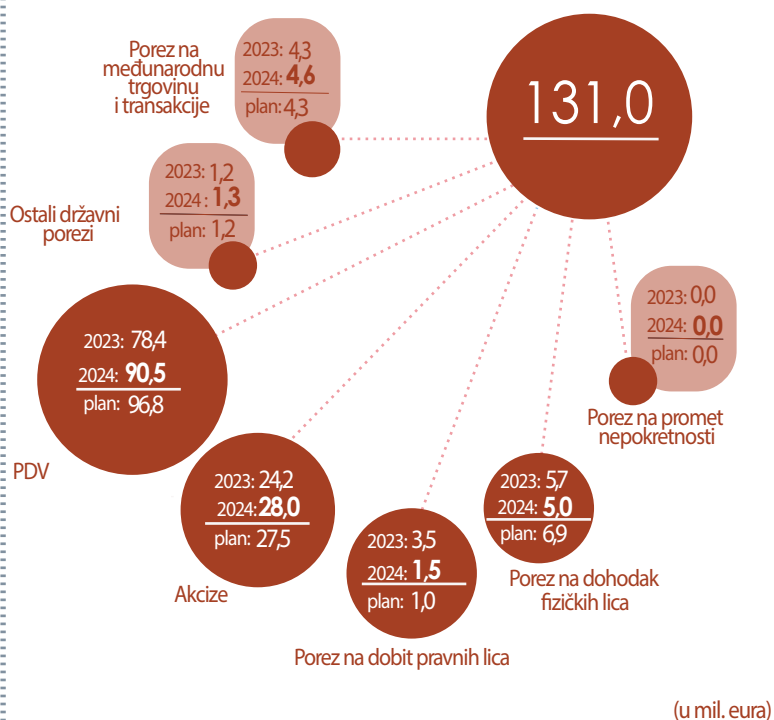 131,0
Porez na
međunarodnu
trgovinu
i transakcije
2023: 4,3
2024: 4,6
plan: 4,3
Ostali državni
porezi
2023: 1,2
2024 : 1,3
plan: 1,2
2023: 78,4
2024: 90,5
plan: 96,8
PDV
2023: 24,2
2024: 28,0
plan: 27,5
Akcize
2023: 3,5
2024: 1,5
plan: 1,0
Porez na dobit pravnih lica
2023: 5,7
2024: 5,0
plan: 6,9
Porez na dohodak
fizičkih lica
2023: 0,0
2024: 0,0
plan: 0,0
Porez na promet
nepokretnosti
(u mil. eura)